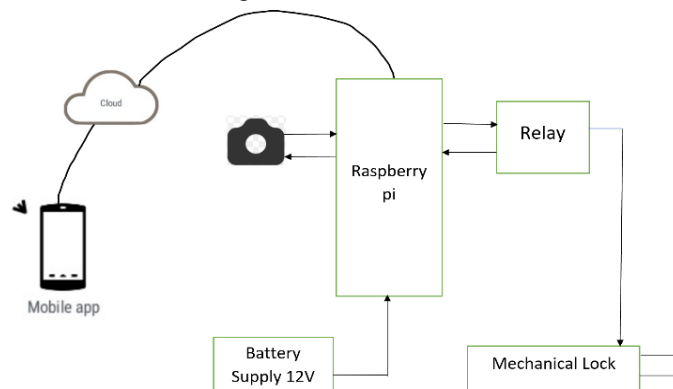 Cloud
Relay
Raspberry
pi
Mobile app
Battery
Supply 12V
Mechanical Lock